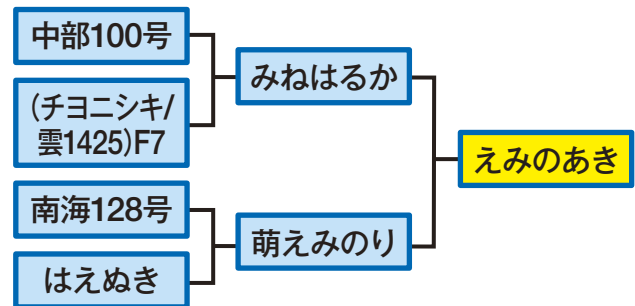 中部100号
(チヨニシキ/
雲1425)F7
みねはるか
えみのあき
南海128号
萌えみのり
はえぬき